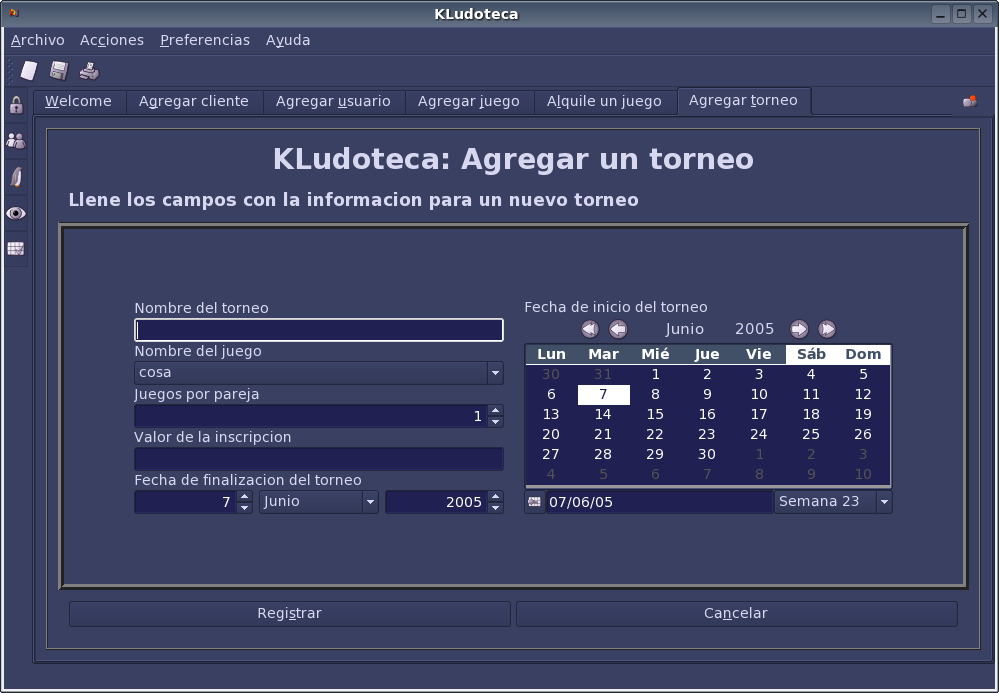 KLudoteca
Archivo Acciones Preferencias Ayuda
Welcome Agregar cliente Agregar usuario Agregar juego Alquile un juego Agregar torneo
KLudoteca: Agregar un torneo
Llene los campos con la informacion para un nuevo torneo
Nombre del torneo
Nombre del juego
cosa
Juegos por pareja
1
Valor de la inscripcion
Fecha de finalizacion del torneo
7 Junio 2005
Fecha de inicio del torneo
Junio 2005
Lun Mar Mié Jue Vie Sáb Dom
30 31 1 2 3 4 5
6 7 8 9 10 11 12
13 14 15 16 17 18 19
20 21 22 23 24 25 26
27 28 29 30 1 2 3
4 5 6 7 8 9 10
07/06/05 Semana 23
Registrar Cancelar